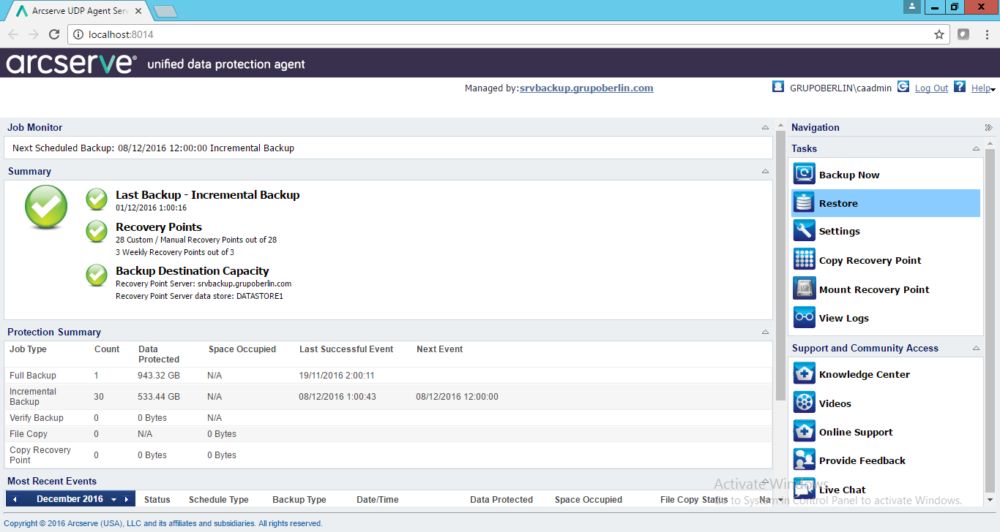 Arcserve UDP Agent Serv
localhost:8014
arcserve® unified data protection agent
Managed by:srvbackup.grupoberlin.com
GRUPOBERLIN\caadmin Log Out Help
Job Monitor
Next Scheduled Backup: 08/12/2016 12:00:00 Incremental Backup
Summary
Last Backup - Incremental Backup
01/12/2016 1:00:16
Recovery Points
28 Custom / Manual Recovery Points out of 28
3 Weekly Recovery Points out of 3
Backup Destination Capacity
Recovery Point Server: srvbackup.grupoberlin.com
Recovery Point Server data store: DATASTORE1
Protection Summary
Job Type Count Data Protected Space Occupied Last Successful Event Next Event
Full Backup 1 943.32 GB N/A 19/11/2016 2:00:11
Incremental Backup 30 533.44 GB N/A 08/12/2016 1:00:43 08/12/2016 12:00:00
Verify Backup 0 0 Bytes N/A
File Copy 0 N/A 0 Bytes
Copy Recovery Point 0 0 Bytes 0 Bytes
Most Recent Events
December 2016 Status Schedule Type Backup Type Date/Time Data Protected Space Occupied File Copy Status Na
Navigation
Tasks
Backup Now
Restore
Settings
Copy Recovery Point
Mount Recovery Point
View Logs
Support and Community Access
Knowledge Center
Videos
Online Support
Provide Feedback
Live Chat
Activate Windows
Go to System in Control Panel to activate Windows.
Copyright © 2016 Arcserve (USA), LLC and its affiliates and subsidiaries. All rights reserved.